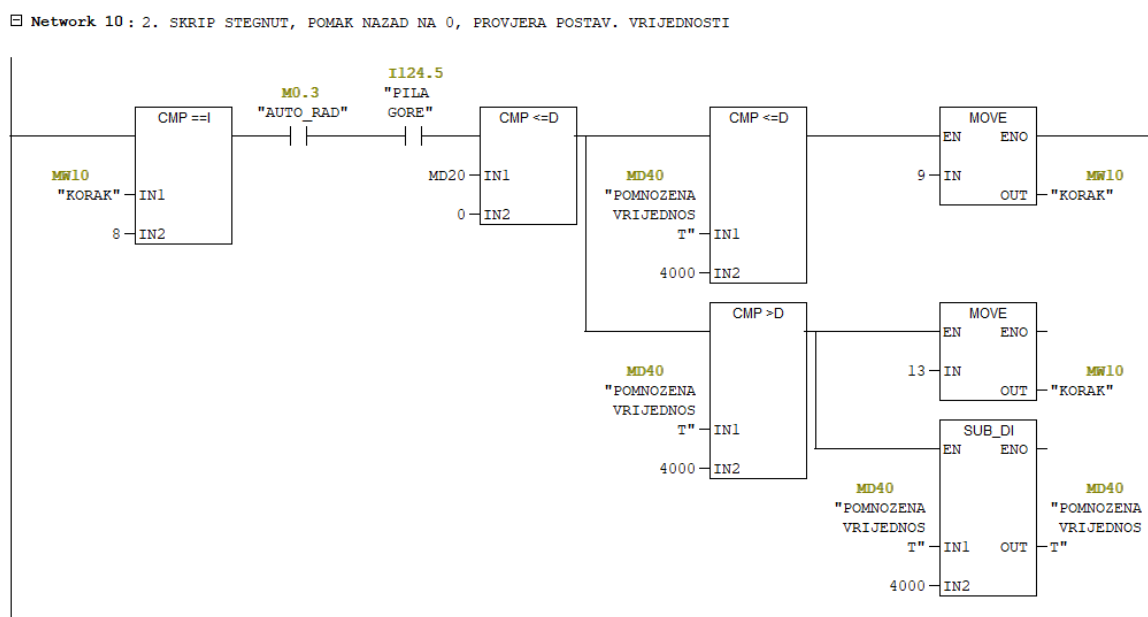 Network 10 : 2. SKRIP STEGNUT, POMAK NAZAD NA 0, PROVJERA POSTAV. VRIJEDNOSTI
CMP ==I
MW10
"KORAK"
IN1
8
IN2
M0.3
"AUTO_RAD"
I124.5
"PILA
GORE"
CMP <=D
MD20
IN1
0
IN2
CMP <=D
MD40
"POMNOZENA
VRIJEDNOS
T"
IN1
4000
IN2
MOVE
EN ENO
9
IN
OUT
MW10
"KORAK"
CMP >D
MD40
"POMNOZENA
VRIJEDNOS
T"
IN1
4000
IN2
MOVE
EN ENO
13
IN
OUT
MW10
"KORAK"
SUB_DI
EN ENO
MD40
"POMNOZENA
VRIJEDNOS
T"
IN1
4000
IN2
OUT
MD40
"POMNOZENA
VRIJEDNOS
T"